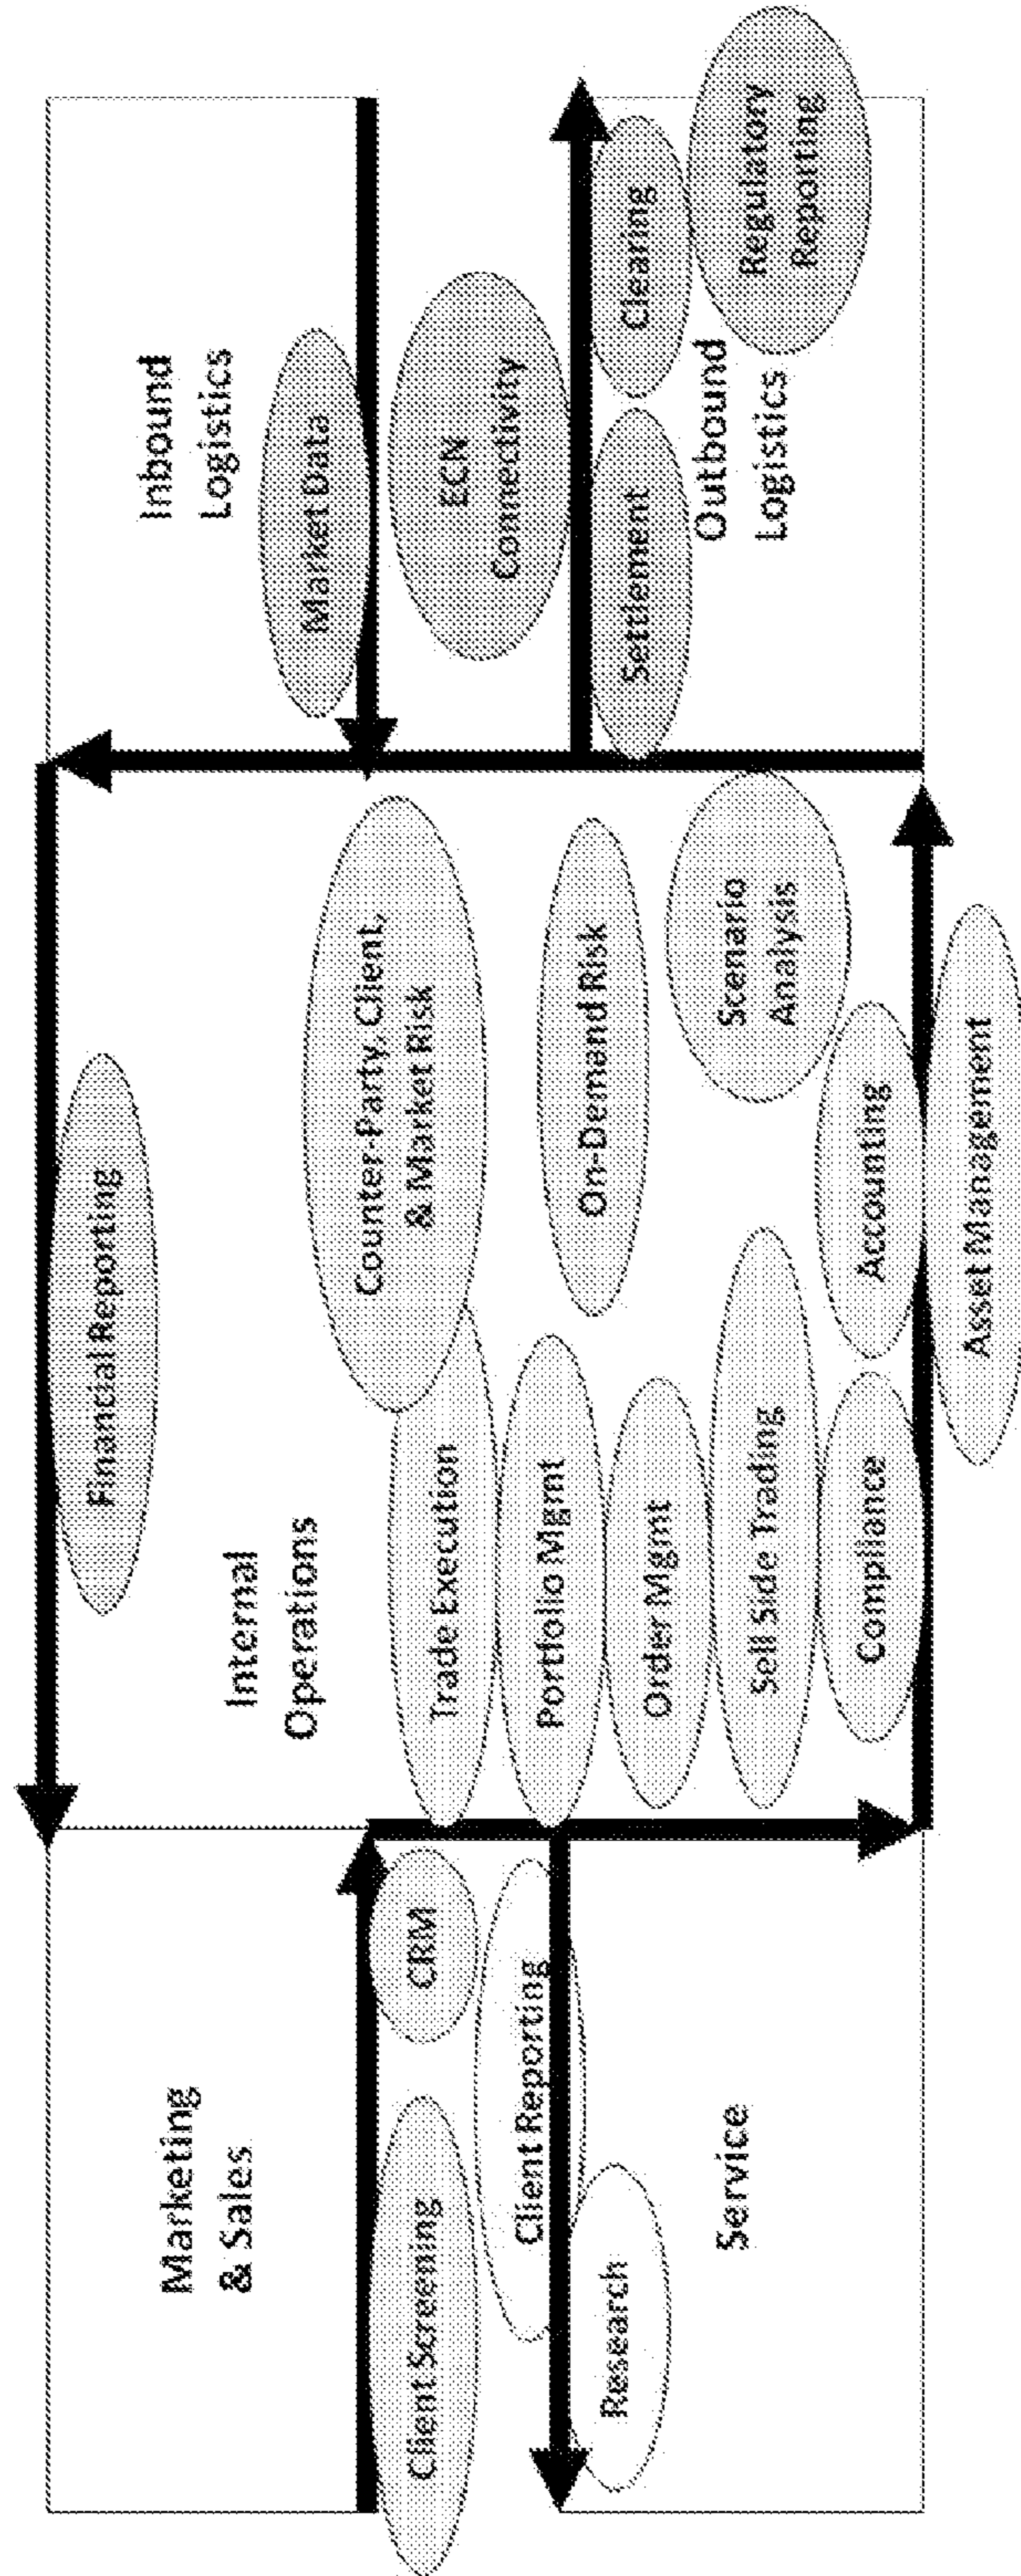 Marketing
& Sales
Client Screening
CRM
Client Reporting
Research
Service
Internal
Operations
Financial Reporting
Trade Execution
Counter-Party, Client,
& Market Risk
Portfolio Mgmt
On-Demand Risk
Order Mgmt
Sell Side Trading
Scenario
Analysis
Compliance
Accounting
Asset Management
Inbound
Logistics
Market Data
ECN
Connectivity
Settlement
Clearing
Outbound
Logistics
Regulatory
Reporting